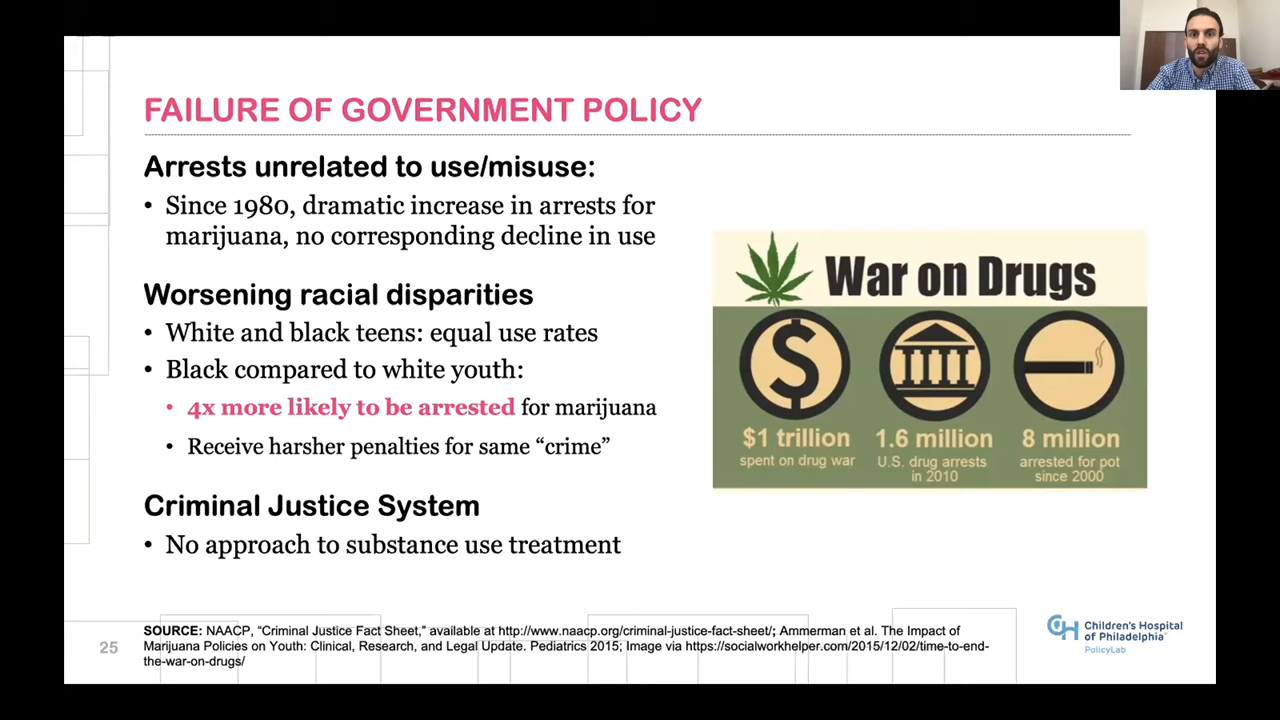 FAILURE OF GOVERNMENT POLICY
Arrests unrelated to use/misuse:
• Since 1980, dramatic increase in arrests for
marijuana, no corresponding decline in use
Worsening racial disparities
• White and black teens: equal use rates
• Black compared to white youth:
• 4x more likely to be arrested for marijuana
• Receive harsher penalties for same “crime”
Criminal Justice System
• No approach to substance use treatment
War on Drugs
$
$1 trillion
spent on drug war
1.6 million
U.S. drug arrests
in 2010
8 million
arrested for pot
since 2000
25
SOURCE: NAACP, “Criminal Justice Fact Sheet,” available at http://www.naacp.org/criminal-justice-fact-sheet/; Ammerman et al. The Impact of
Marijuana Policies on Youth: Clinical, Research, and Legal Update. Pediatrics 2015; Image via https://socialworkhelper.com/2015/12/02/time-to-end-
the-war-on-drugs/
CH Children's Hospital
of Philadelphia
PolicyLab